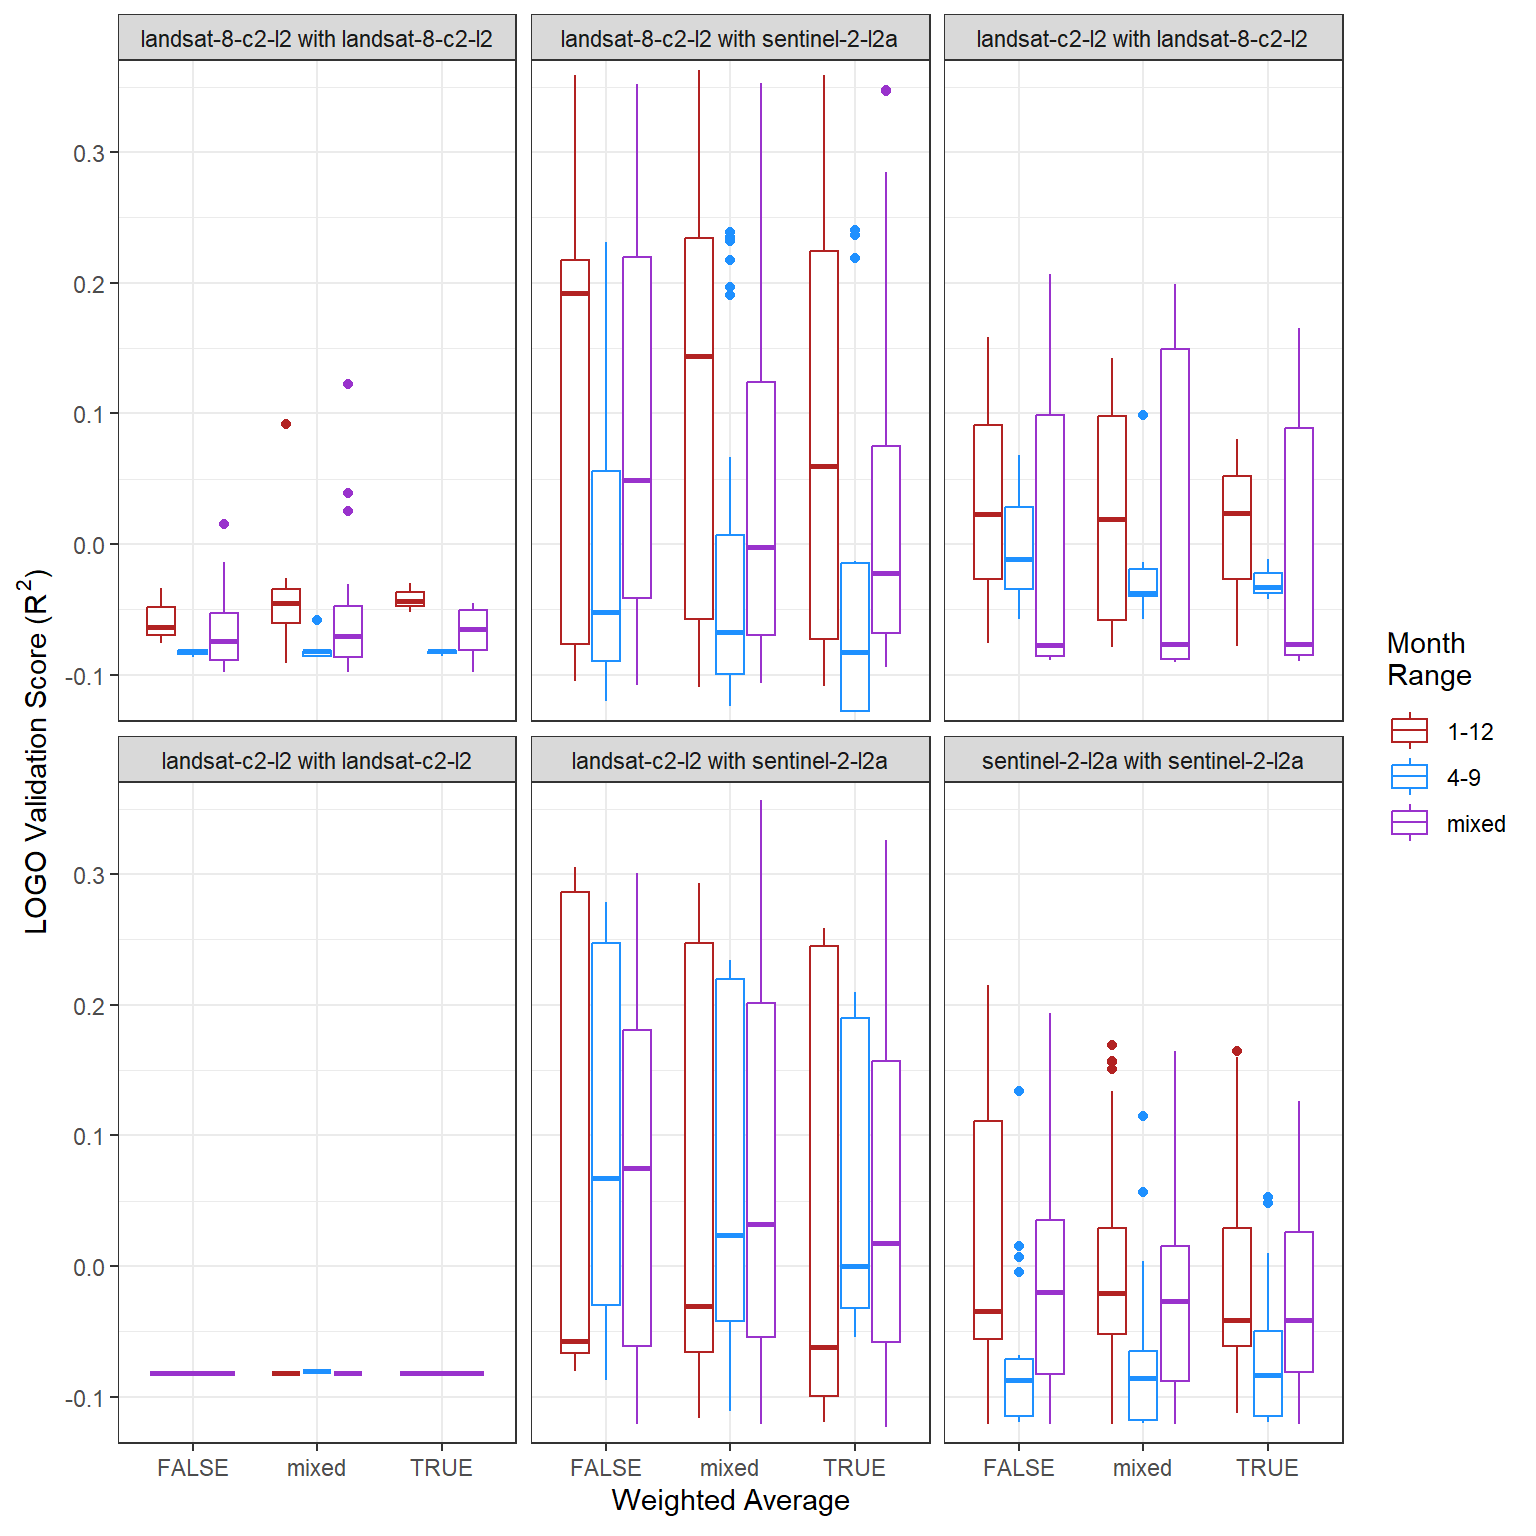 landsat-8-c2-l2 with landsat-8-c2-l2
landsat-8-c2-l2 with sentinel-2-l2a
landsat-c2-l2 with landsat-8-c2-l2
0.3
0.2
0.1
0.0
-0.1
landsat-c2-l2 with landsat-c2-l2
landsat-c2-l2 with sentinel-2-l2a
sentinel-2-l2a with sentinel-2-l2a
0.3
0.2
0.1
0.0
-0.1
FALSE mixed TRUE
FALSE mixed TRUE
FALSE mixed TRUE
Weighted Average
LOGO Validation Score (R²)
Month
Range
1-12
4-9
mixed